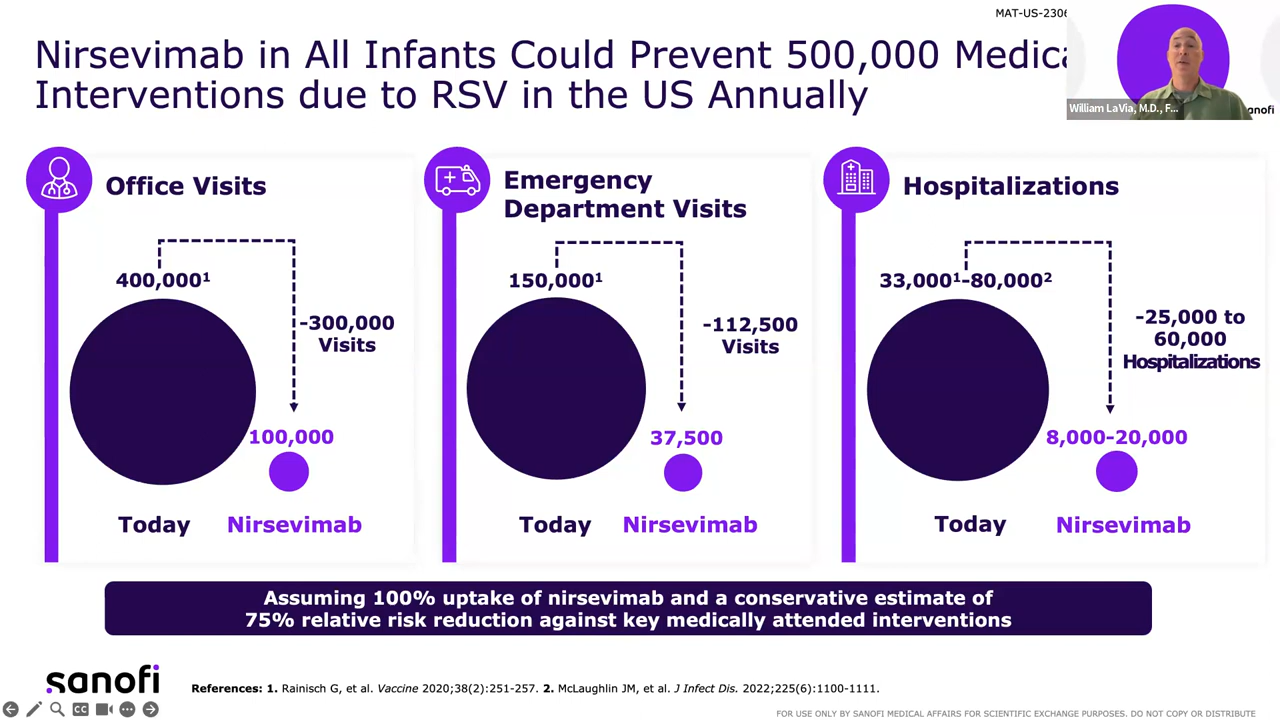 MAT-US-2306
Nirsevimab in All Infants Could Prevent 500,000 Medica
Interventions due to RSV in the US Annually
William LaVia, M.D., F...
anofi
Office Visits
400,000¹
-300,000
Visits
100,000
Today
Nirsevimab
Emergency
Department Visits
150,000¹
-112,500
Visits
37,500
Today
Nirsevimab
Hospitalizations
33,000¹-80,000²
-25,000 to
60,000
Hospitalizations
8,000-20,000
Today
Nirsevimab
Assuming 100% uptake of nirsevimab and a conservative estimate of
75% relative risk reduction against key medically attended interventions
sanofi
References: 1. Rainisch G, et al. Vaccine 2020;38(2):251-257. 2. McLaughlin JM, et al. J Infect Dis. 2022;225(6):1100-1111.
CC
FOR USE ONLY BY SANOFI MEDICAL AFFAIRS FOR SCIENTIFIC EXCHANGE PURPOSES. DO NOT COPY OR DISTRIBUTE